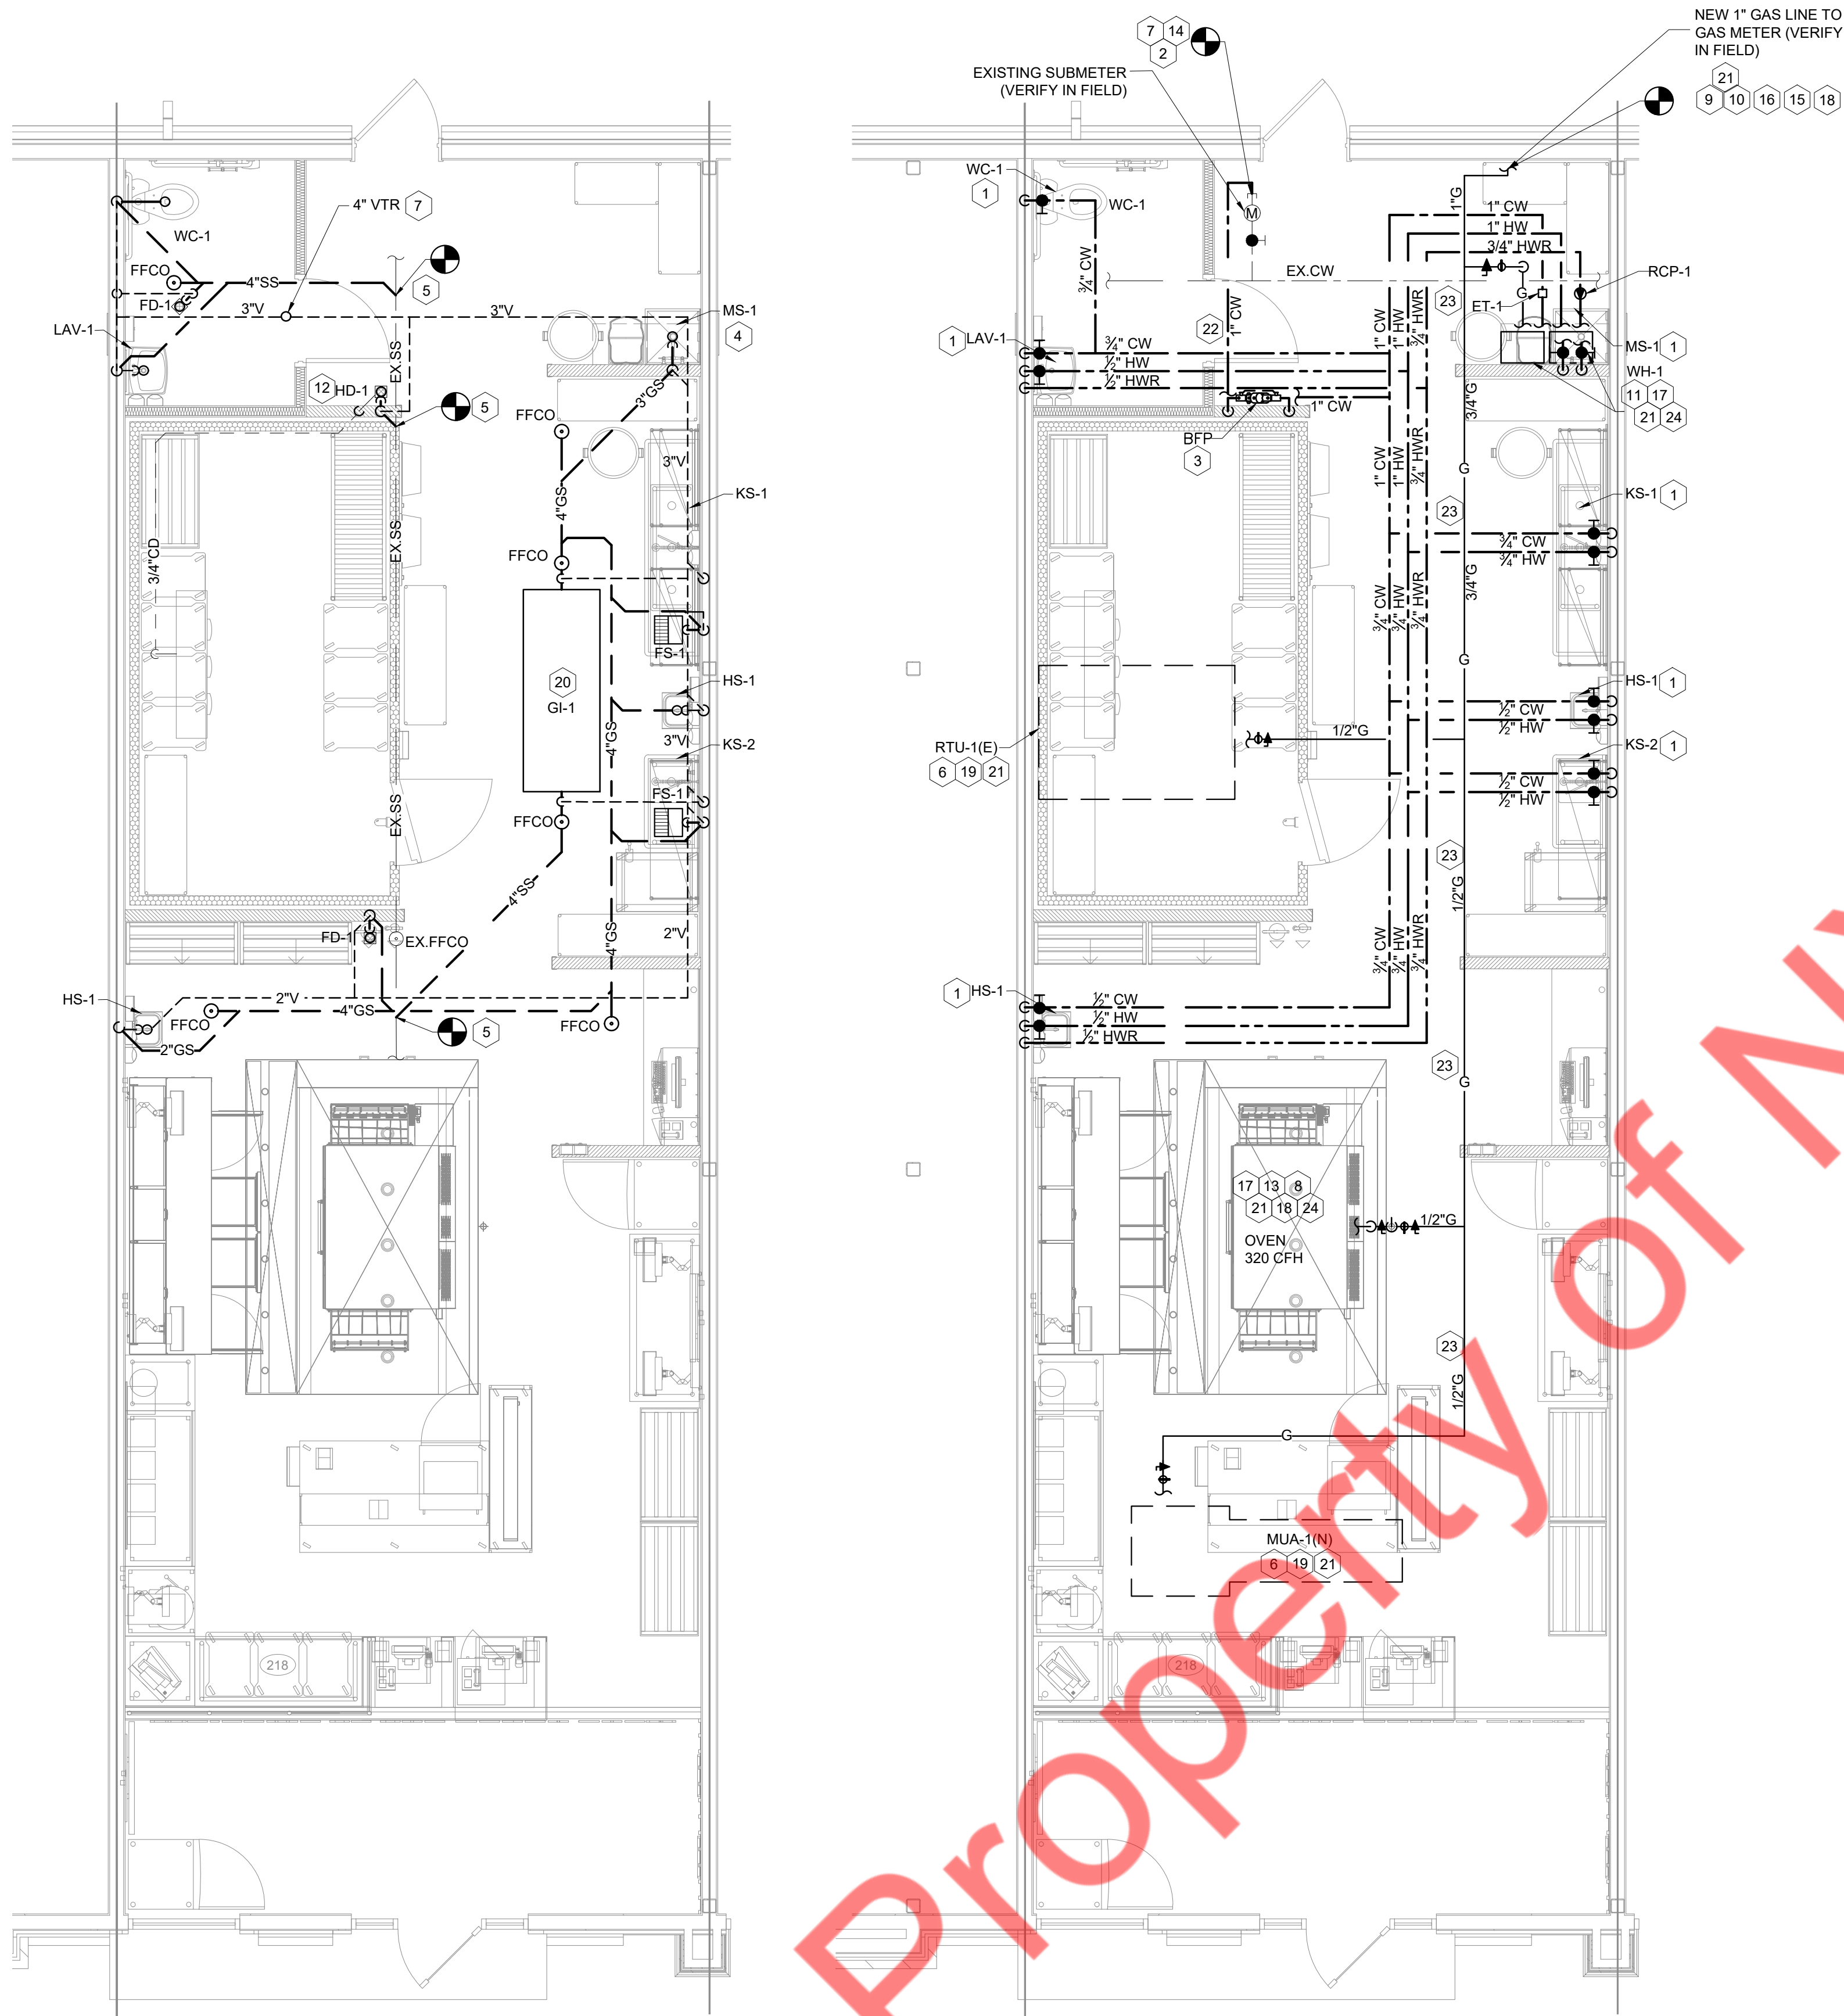 4" VTR
7
WC-1
FFCO
4"SS
5
FD-1
3"V
3"V
MS-1
4
LAV-1
EX.SS
12
HD-1
5
FFCO
3"GS
3"V
KS-1
4"GS
3/4"CD
EX.SS
FFCO
FS-1
20
GI-1
HS-1
4"GS
3"V
KS-2
FS-1
EX.SS
FFCO
4"SS
FD-1
EX.FFCO
4"GS
2"V
HS-1
2"V
4"GS
FFCO
FFCO
5
2"GS
218
NEW 1" GAS LINE TO
GAS METER (VERIFY
IN FIELD)
21
9 10 16 15 18
7 14
2
EXISTING SUBMETER
(VERIFY IN FIELD)
WC-1
1
WC-1
M
1"G
1" CW
1" HW
3/4" HWR
RCP-1
EX.CW
3/4" CW
G
ET-1
23
22
1" CW
1" CW
1" HW
3/4" HWR
1
LAV-1
3/4" CW
1/2" HW
1/2" HWR
MS-1
1
WH-1
11 17
21 24
1" CW
BFP
3
3/4"G
1" CW
1" HW
3/4" HWR
G
23
KS-1
1
3/4" CW
3/4" HW
3/4"G
3/4" CW
3/4" HW
3/4" HWR
G
HS-1
1
1/2" CW
1/2" HW
RTU-1(E)
6 19 21
1/2"G
KS-2
1
1/2" CW
1/2" HW
23
1/2"G
3/4" CW
3/4" HW
3/4" HWR
1
HS-1
1/2" CW
1/2" HW
1/2" HWR
23
G
17 13 8
21 18 24
OVEN
320 CFH
1/2"G
23
1/2"G
G
MUA-1(N)
6 19 21
218
Property of